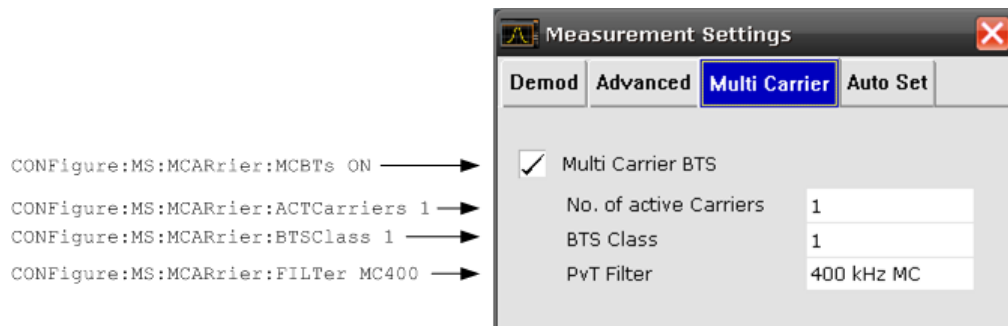 Measurement Settings
Demod Advanced Multi Carrier Auto Set
CONFigure:MS:MCARrier:MCBTs ON Multi Carrier BTS
CONFigure:MS:MCARrier:ACTCarriers 1 No. of active Carriers 1
CONFigure:MS:MCARrier:BTSClass 1 BTS Class 1
CONFigure:MS:MCARrier:FILTer MC400 PvT Filter 400 kHz MC